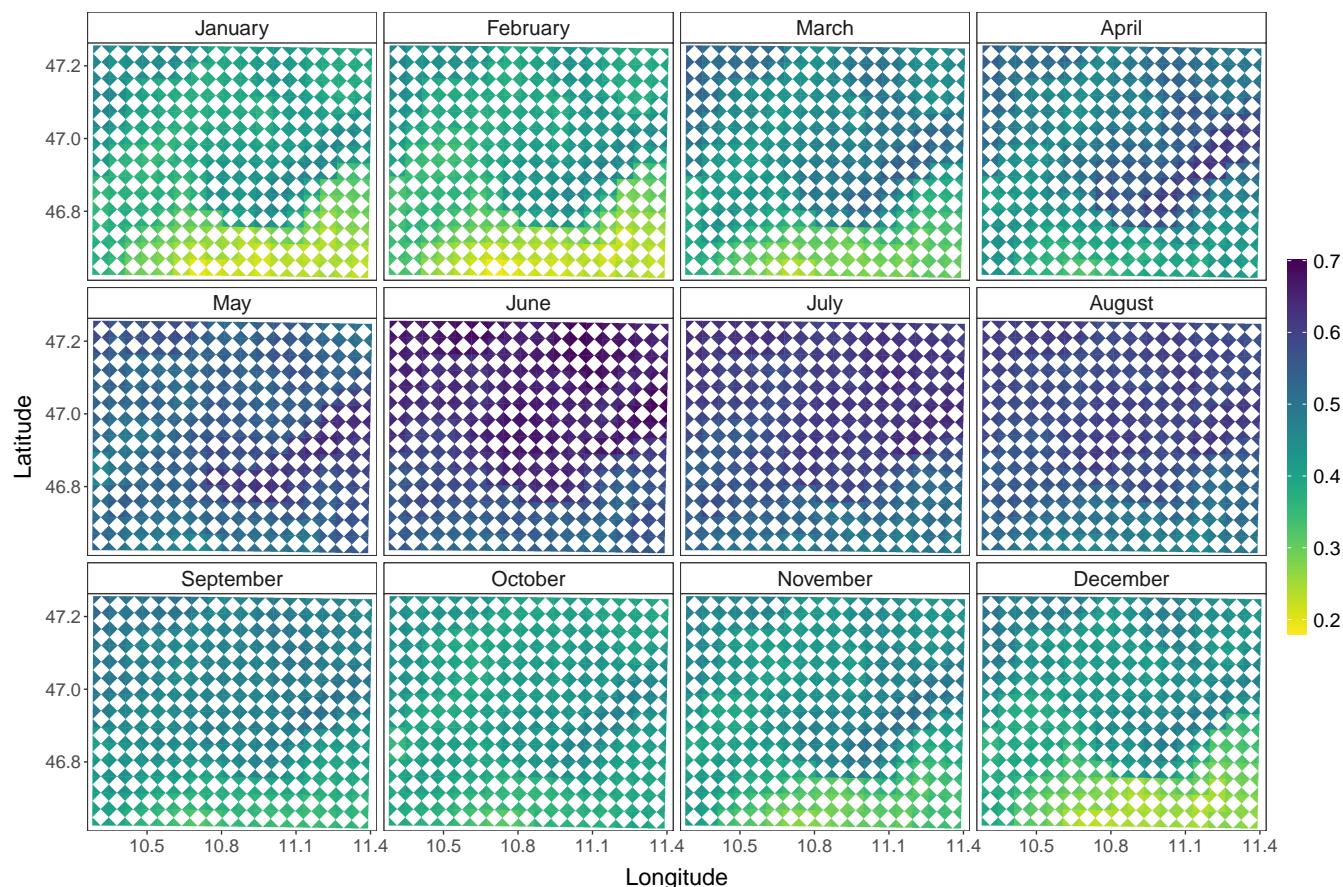 January February March April
47.2
47.0
46.8
May June July August
47.2
47.0
46.8
0.7
0.6
0.5
0.4
0.3
0.2
Latitude
September October November December
47.2
47.0
46.8
10.5 10.8 11.1 11.4 10.5 10.8 11.1 11.4 10.5 10.8 11.1 11.4 10.5 10.8 11.1 11.4
Longitude